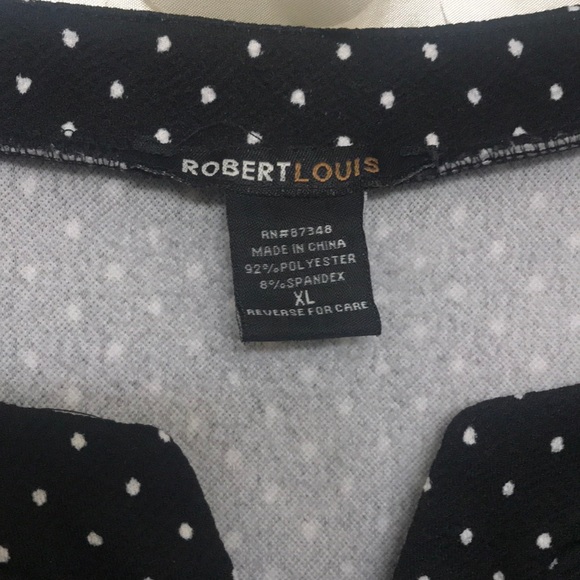 ROBERTLOUIS
RN#87348
MADE IN CHINA
92%POLYESTER
8%SPANDEX
XL
REVERSE FOR CARE